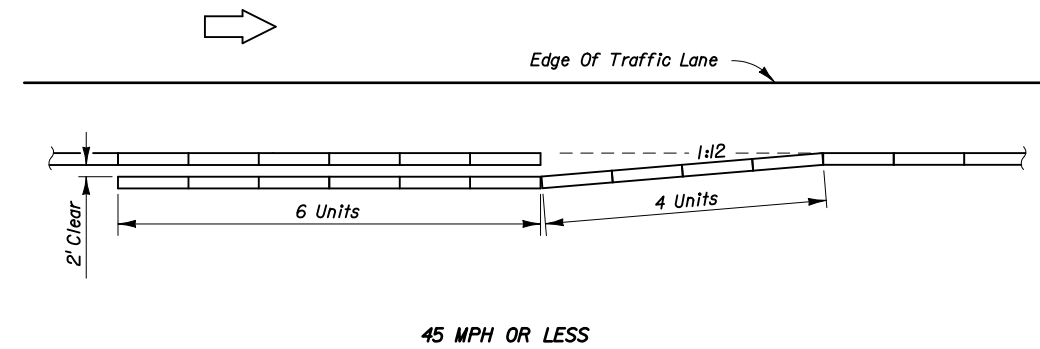 Edge Of Traffic Lane
1:12
6 Units
4 Units
2' Clear
45 MPH OR LESS